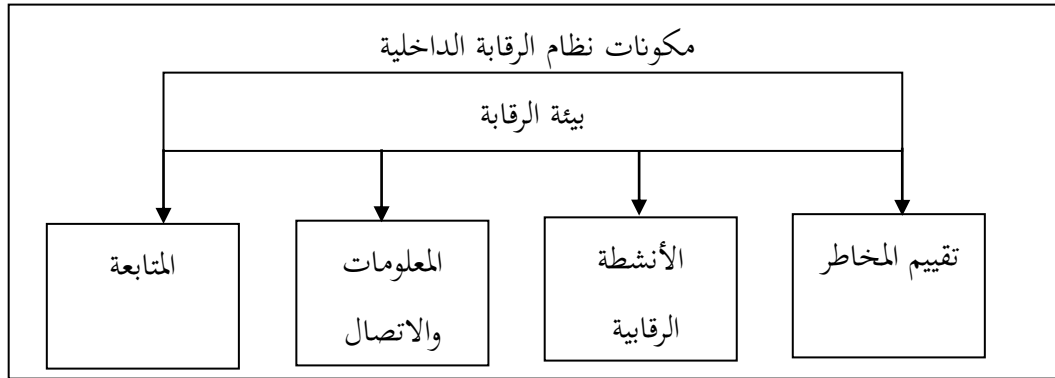 مكونات نظام الرقابة الداخلية
بيئة الرقابة
تقييم المخاطر
الأنشطة
الرقابية
المعلومات
والاتصال
المتابعة